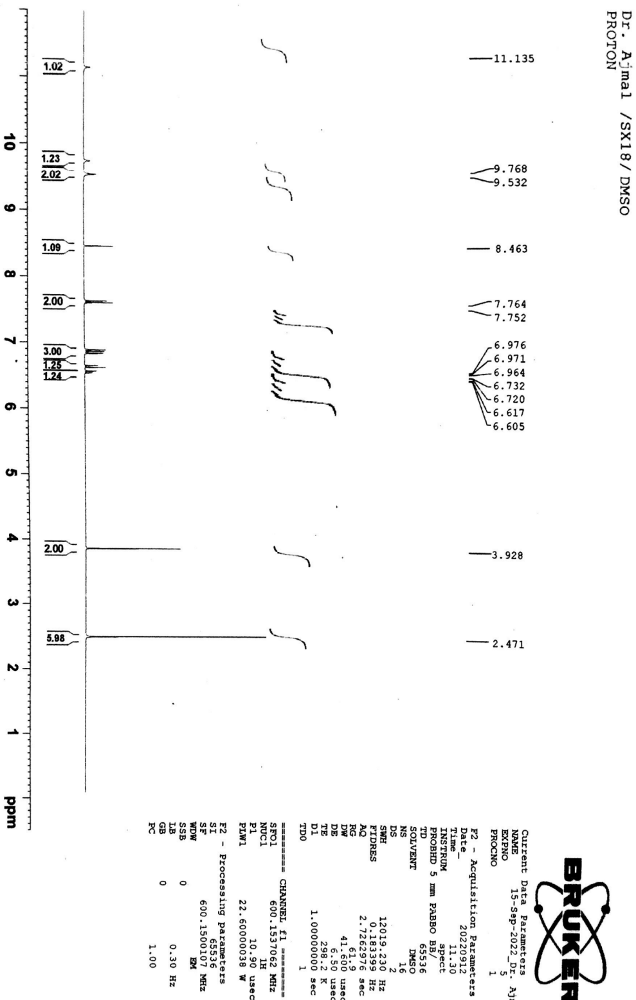 Dr. Ajmal /SX18/ DMSO
PROTON
11.135
9.768
9.532
8.463
7.764
7.752
6.976
6.971
6.964
6.732
6.720
6.617
6.605
3.928
2.471
1.02
1.23
2.02
1.09
2.00
3.00
1.25
1.24
2.00
5.98
10
9
8
7
6
5
4
3
2
1
ppm
BRUKER
Current Data Parameters
NAME 15-Sep-2022_Dr. Aj
EXPNO 5
PROCNO 1
F2 - Acquisition Parameters
Date_ 20220912
Time 11.30
INSTRUM spect
PROBHD 5 mm PABBO BB/
TD 65536
SOLVENT DMSO
NS 16
DS 2
SWH 12019.230 Hz
FIDRES 0.183399 Hz
AQ 2.7262976 sec
RG 61.9
DW 41.600 usec
DE 6.50 usec
TE 298.2 K
D1 1.00000000 sec
TD0 1
======== CHANNEL f1 ========
SFO1 600.1537062 MHz
NUC1 1H
P1 10.90 usec
PLW1 22.60000038 W
F2 - Processing parameters
SI 65536
SF 600.1500107 MHz
WDW EM
SSB 0
LB 0.30 Hz
GB 0
PC 1.00